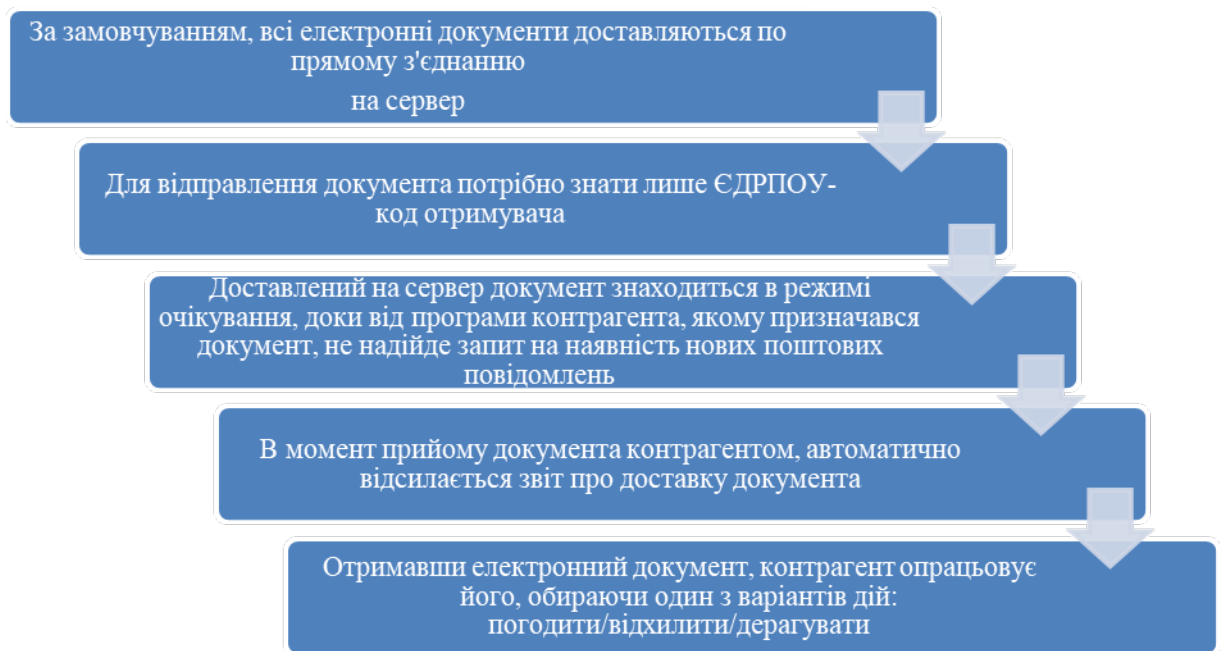 За замовчуванням, всі електронні документи доставляються по
прямому з'єднанню
на сервер
Для відправлення документа потрібно знати лише ЄДРПОУ-
код отримувача
Доставлений на сервер документ знаходиться в режимі
очікування, доки від програми контрагента, якому призначався
документ, не надійде запит на наявність нових поштових
повідомлень
В момент прийому документа контрагентом, автоматично
відсилається звіт про доставку документа
Отримавши електронний документ, контрагент опрацьовує
його, обираючи один з варіантів дій:
погодити/відхилити/дерагувати